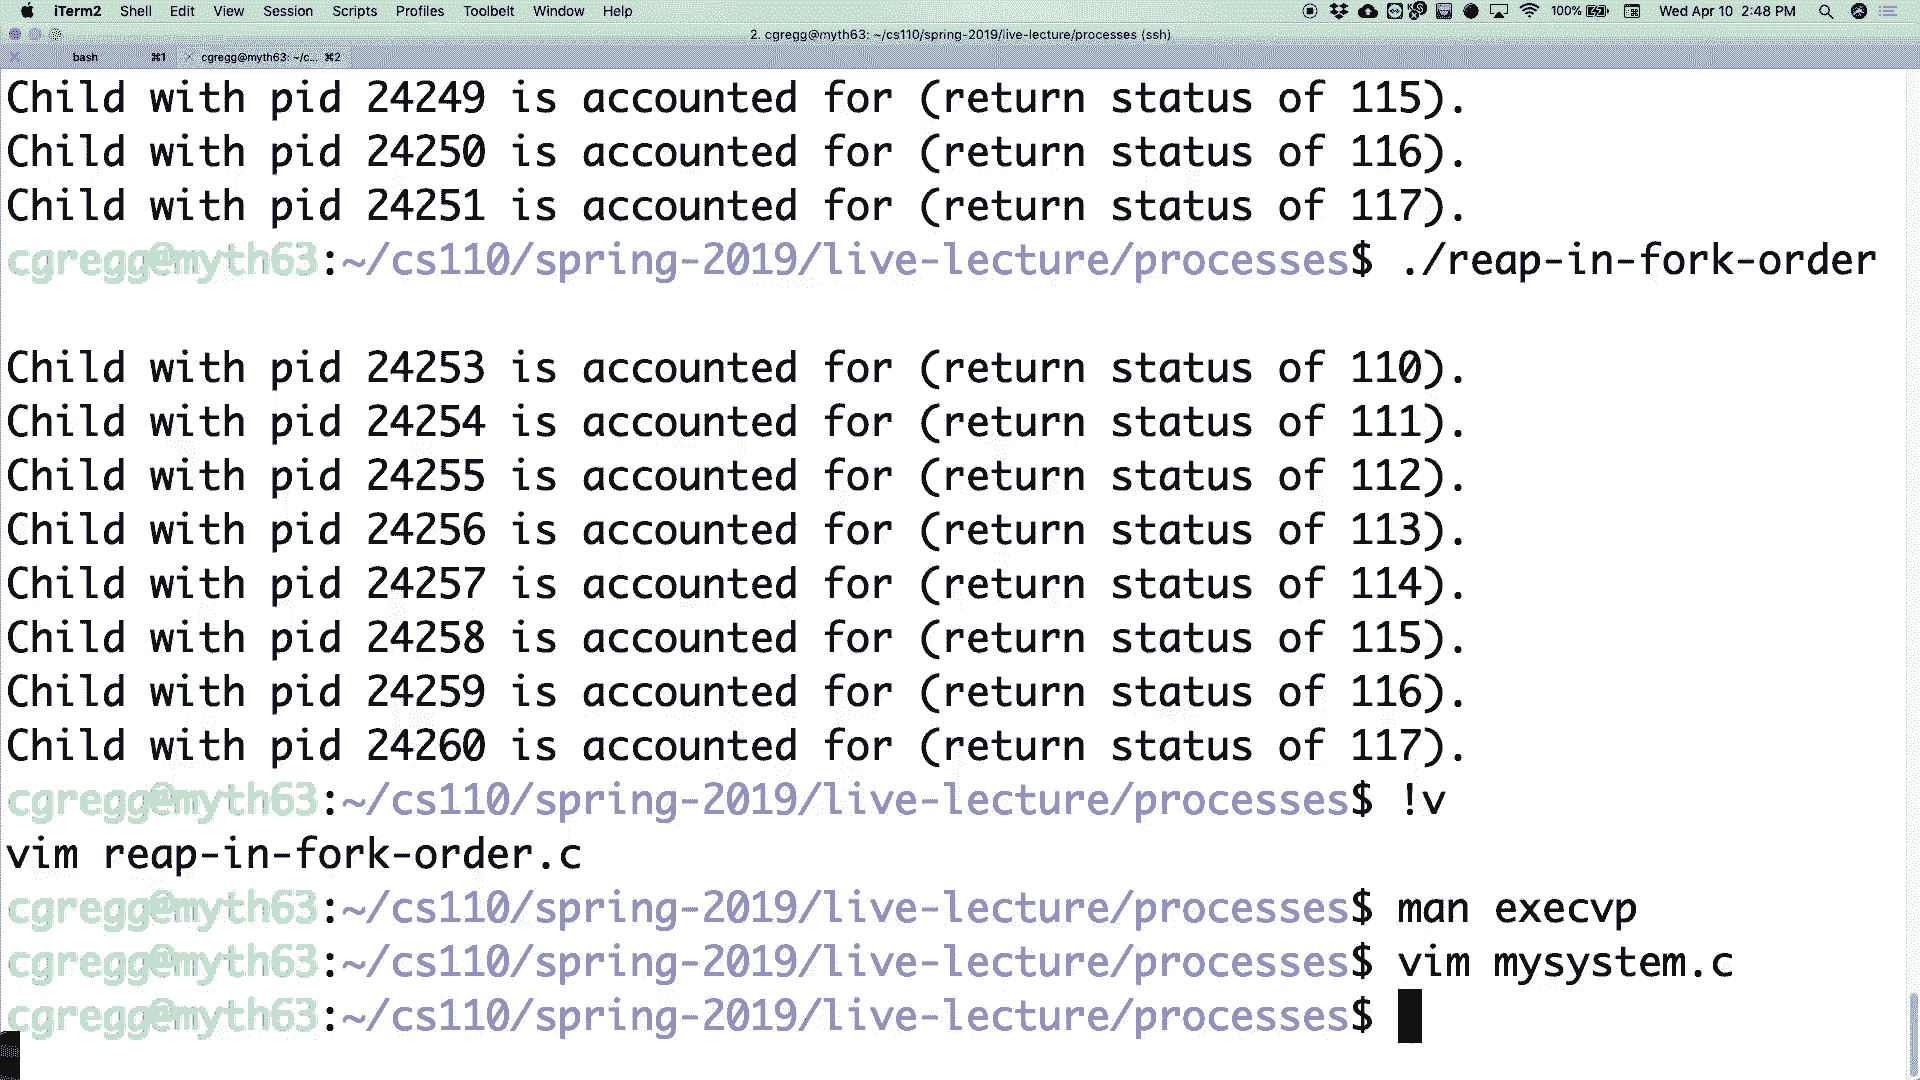 iTerm2 Shell Edit View Session Scripts Profiles Toolbelt Window Help 100% Wed Apr 10 2:48 PM
2. cgregg@myth63: ~/cs110/spring-2019/live-lecture/processes (ssh)
bash ⌘1 cgregg@myth63: ~/c... ⌘2
Child with pid 24249 is accounted for (return status of 115).
Child with pid 24250 is accounted for (return status of 116).
Child with pid 24251 is accounted for (return status of 117).
cgregg@myth63:~/cs110/spring-2019/live-lecture/processes$ ./reap-in-fork-order
Child with pid 24253 is accounted for (return status of 110).
Child with pid 24254 is accounted for (return status of 111).
Child with pid 24255 is accounted for (return status of 112).
Child with pid 24256 is accounted for (return status of 113).
Child with pid 24257 is accounted for (return status of 114).
Child with pid 24258 is accounted for (return status of 115).
Child with pid 24259 is accounted for (return status of 116).
Child with pid 24260 is accounted for (return status of 117).
cgregg@myth63:~/cs110/spring-2019/live-lecture/processes$ !v
vim reap-in-fork-order.c
cgregg@myth63:~/cs110/spring-2019/live-lecture/processes$ man execvp
cgregg@myth63:~/cs110/spring-2019/live-lecture/processes$ vim mysystem.c
cgregg@myth63:~/cs110/spring-2019/live-lecture/processes$